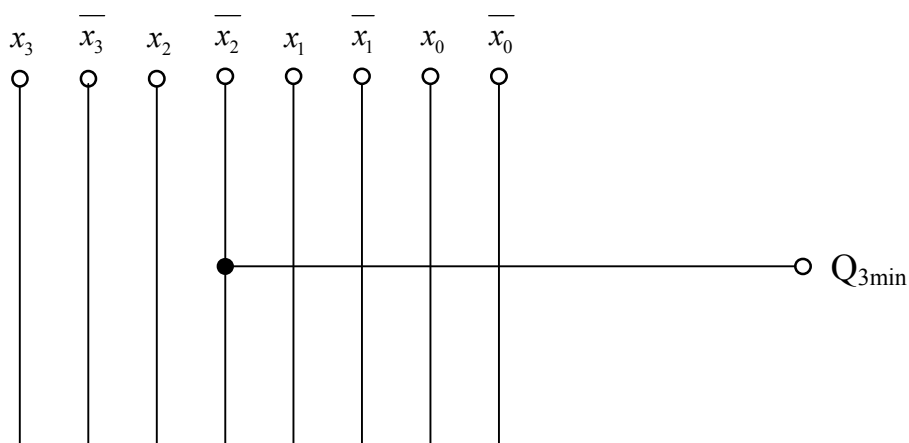 x₃ x̅₃ x₂ x̅₂ x₁ x̅₁ x₀ x̅₀
Q₃ₘᵢₙ